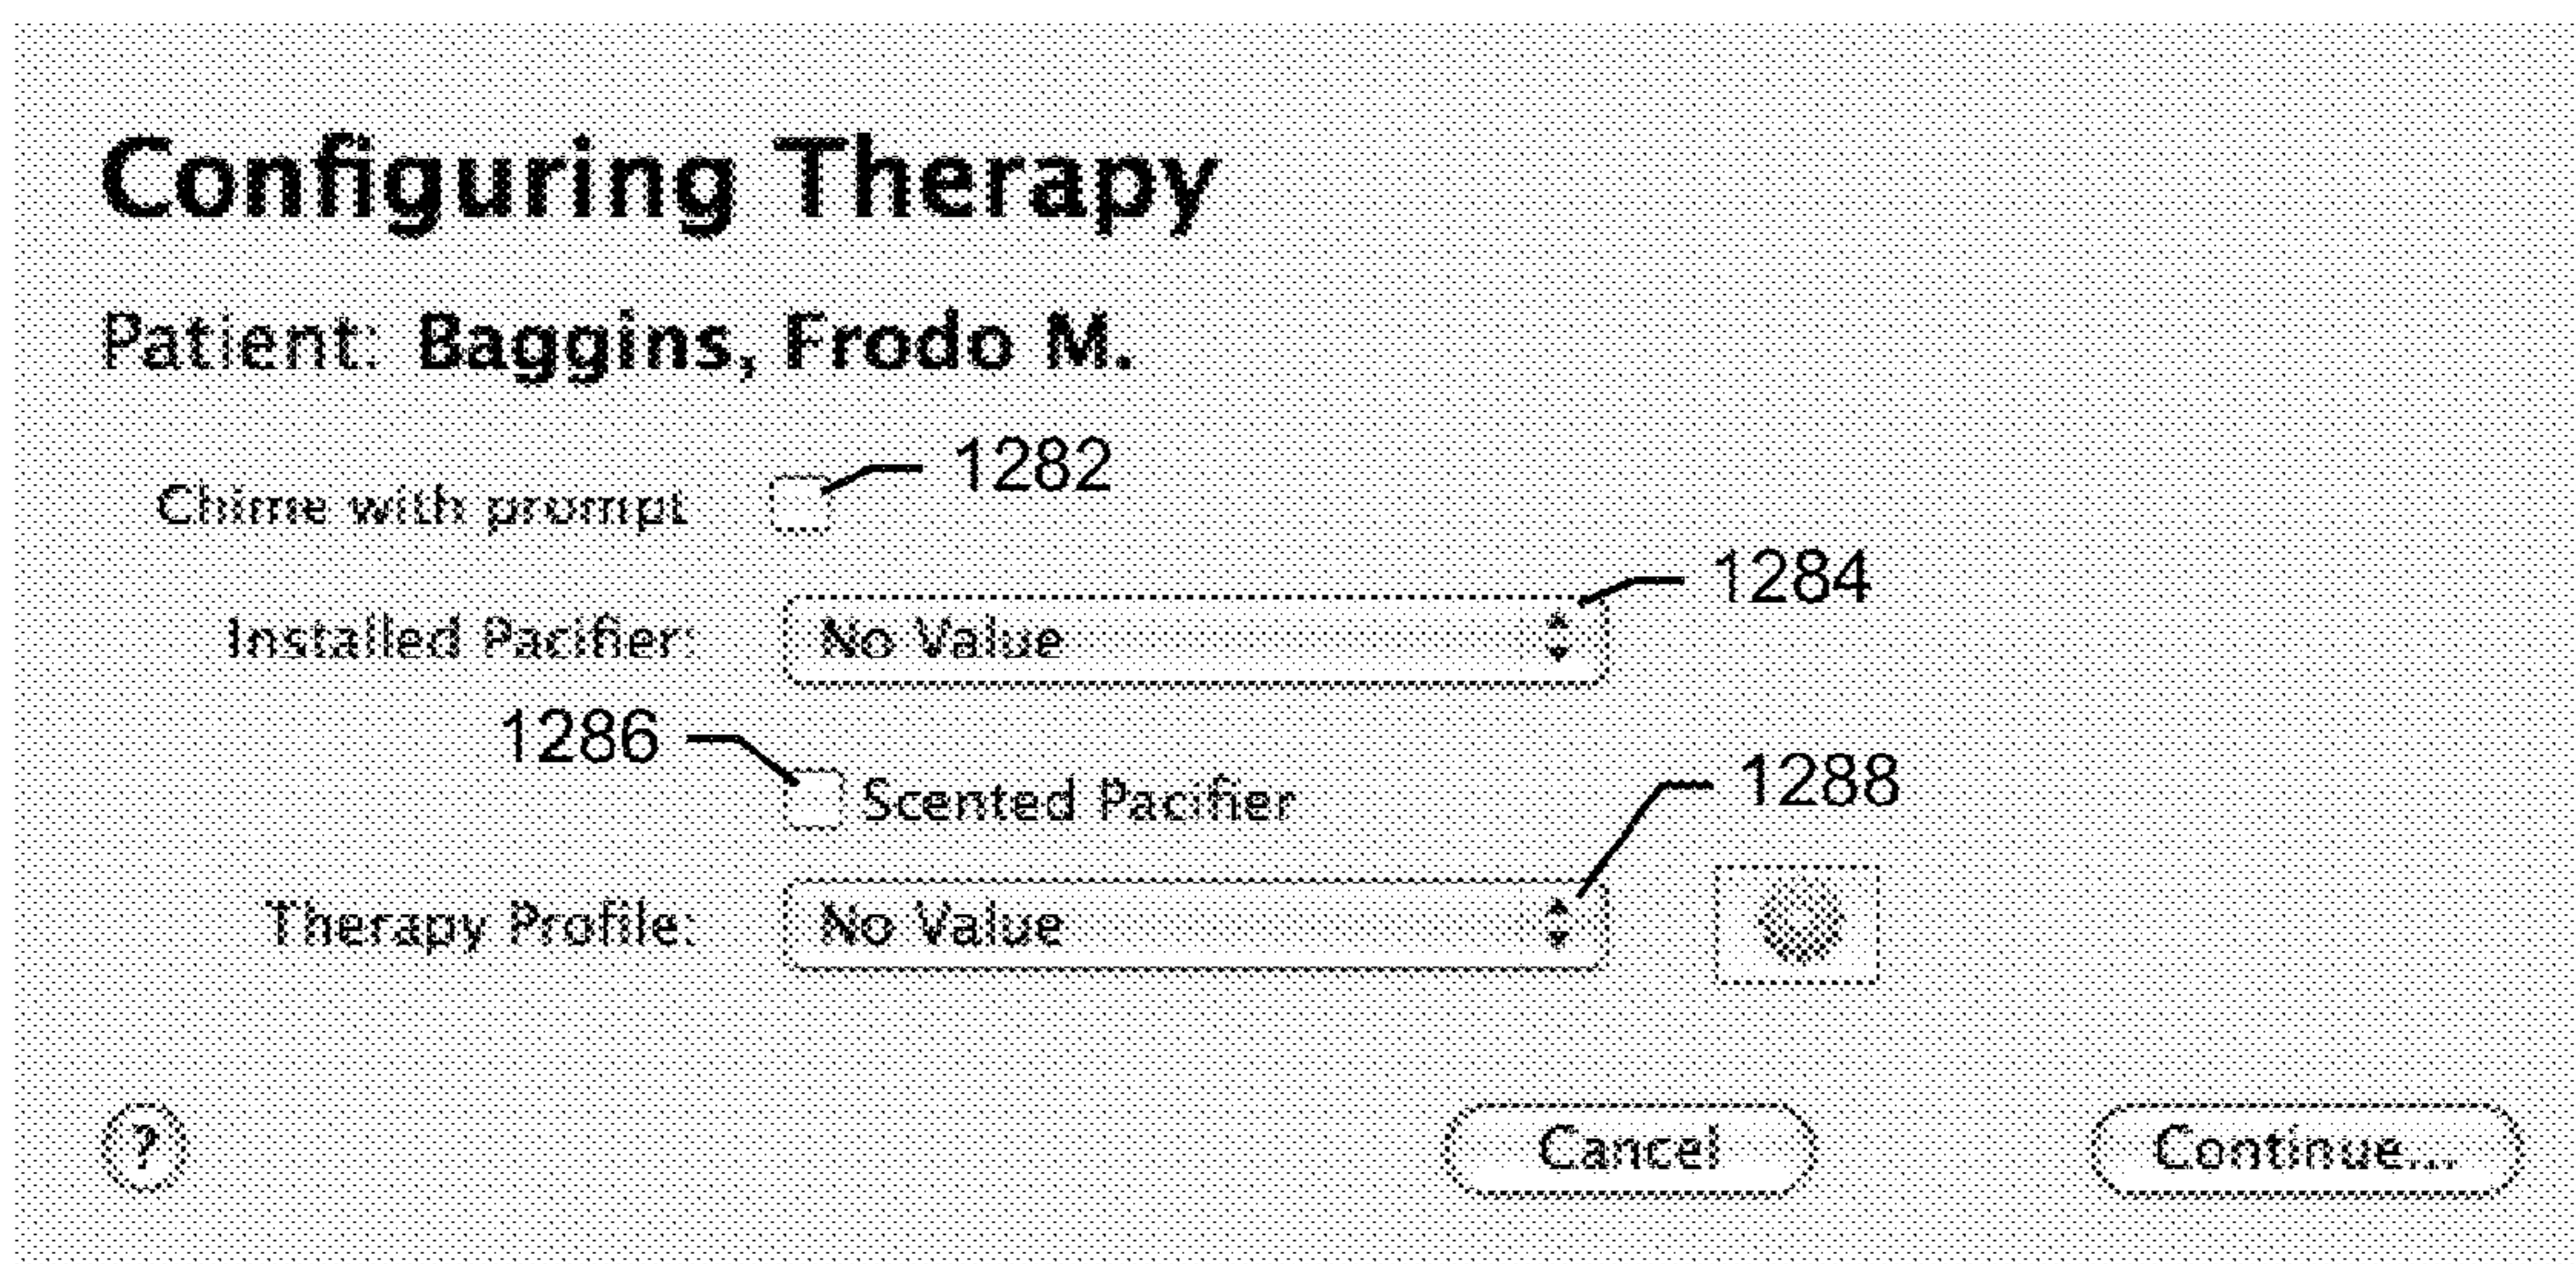 Configuring Therapy
Patient: Baggins, Frodo M.
1282
Chime with prompt
1284
Installed Pacifier: No Value
1286
Scented Pacifier
1288
Therapy Profile: No Value
? Cancel Continue...